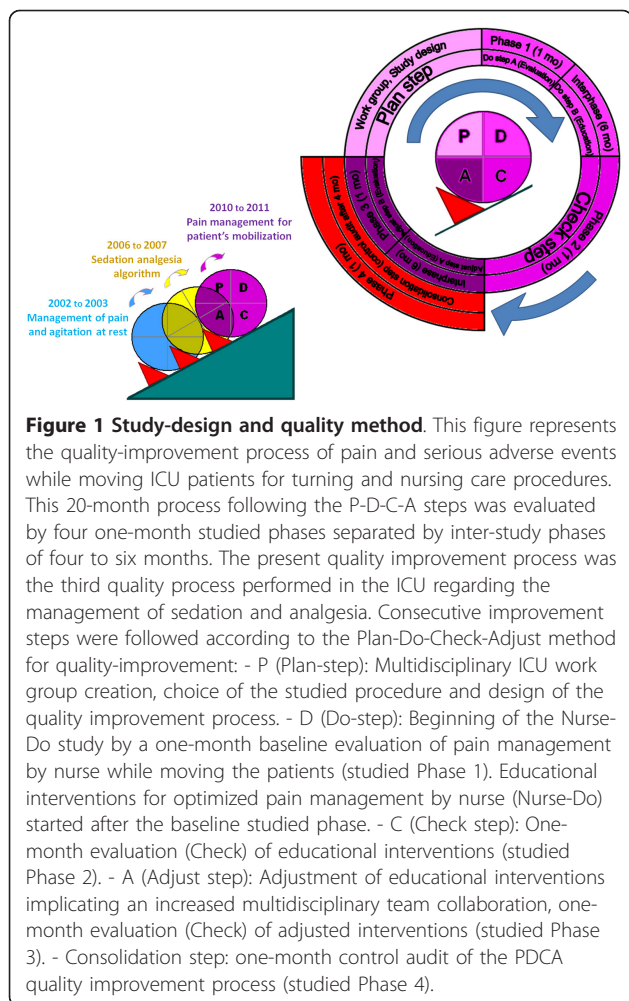 Work group, Study design
Plan step
Phase 1 (1 mo)
Do step A (Evaluation)
Interphase (6 mo)
Do step B (Education)
Phase 2 (1 mo)
Check step
Interphase (6 mo)
Adjust step A (Education)
Phase 3 (1 mo)
Phase 4 (1 mo)
Consolidation step (control audit after 4 mo)
P D
A C
2010 to 2011
Pain management for
patient's mobilization
2006 to 2007
Sedation analgesia
algorithm
2002 to 2003
Management of pain
and agitation at rest
P D
A C
Figure 1 Study-design and quality method. This figure represents
the quality-improvement process of pain and serious adverse events
while moving ICU patients for turning and nursing care procedures.
This 20-month process following the P-D-C-A steps was evaluated
by four one-month studied phases separated by inter-study phases
of four to six months. The present quality improvement process was
the third quality process performed in the ICU regarding the
management of sedation and analgesia. Consecutive improvement
steps were followed according to the Plan-Do-Check-Adjust method
for quality-improvement: - P (Plan-step): Multidisciplinary ICU work
group creation, choice of the studied procedure and design of the
quality improvement process. - D (Do-step): Beginning of the Nurse-
Do study by a one-month baseline evaluation of pain management
by nurse while moving the patients (studied Phase 1). Educational
interventions for optimized pain management by nurse (Nurse-Do)
started after the baseline studied phase. - C (Check step): One-
month evaluation (Check) of educational interventions (studied
Phase 2). - A (Adjust step): Adjustment of educational interventions
implicating an increased multidisciplinary team collaboration, one-
month evaluation (Check) of adjusted interventions (studied Phase
3). - Consolidation step: one-month control audit of the PDCA
quality improvement process (studied Phase 4).